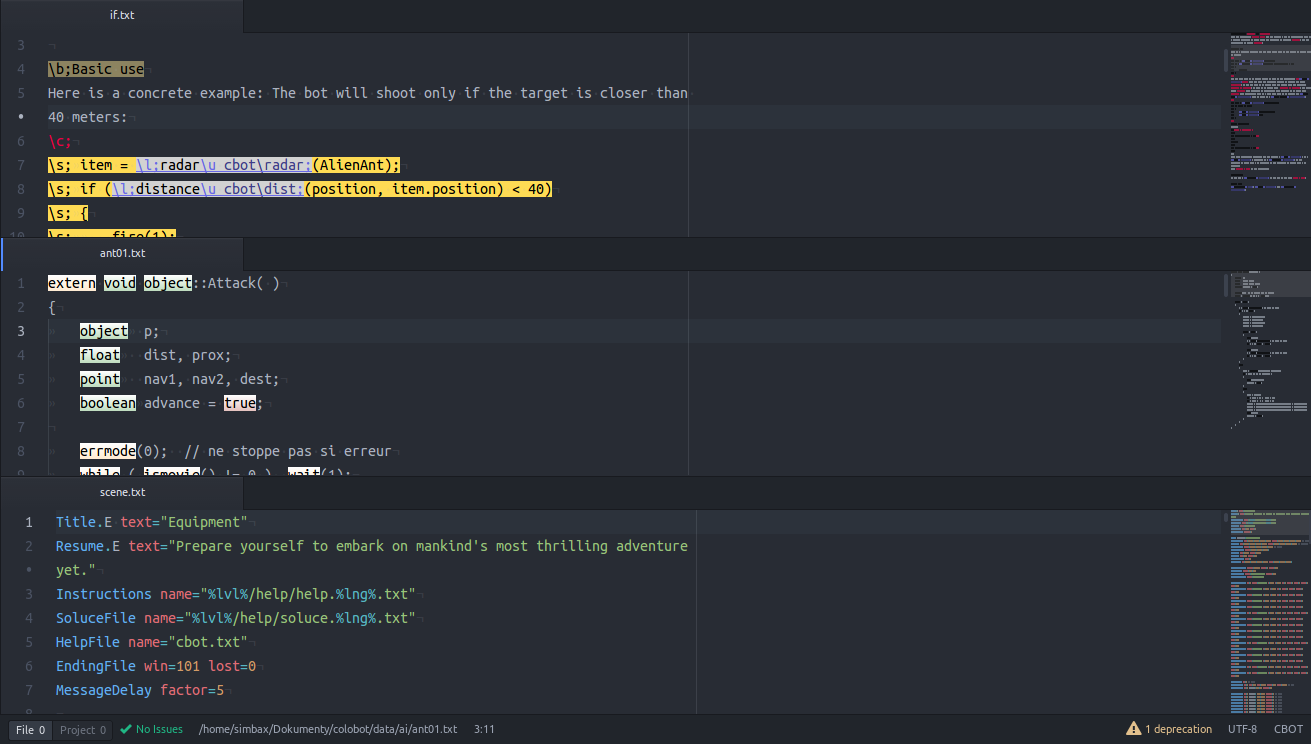 if.txt
3
4 \b;Basic use
5 Here is a concrete example: The bot will shoot only if the target is closer than
• 40 meters:
6 \c;
7 \s; item = \l;radar\u cbot\radar;(AlienAnt);
8 \s; if (\l;distance\u cbot\dist;(position, item.position) < 40)
9 \s; {
10 \s; fire(1);
ant01.txt
1 extern void object::Attack( )
2 {
3 object p;
4 float dist, prox;
5 point nav1, nav2, dest;
6 boolean advance = true;
7
8 errmode(0); // ne stoppe pas si erreur
9 while ( ismovie() != 0 ) wait(1);
scene.txt
1 Title.E text="Equipment"
2 Resume.E text="Prepare yourself to embark on mankind's most thrilling adventure
• yet."
3 Instructions name="%lvl%/help/help.%lng%.txt"
4 SoluceFile name="%lvl%/help/soluce.%lng%.txt"
5 HelpFile name="cbot.txt"
6 EndingFile win=101 lost=0
7 MessageDelay factor=5
8
File 0 Project 0 No Issues /home/simbax/Dokumenty/colobot/data/ai/ant01.txt 3:11 1 deprecation UTF-8 CBOT